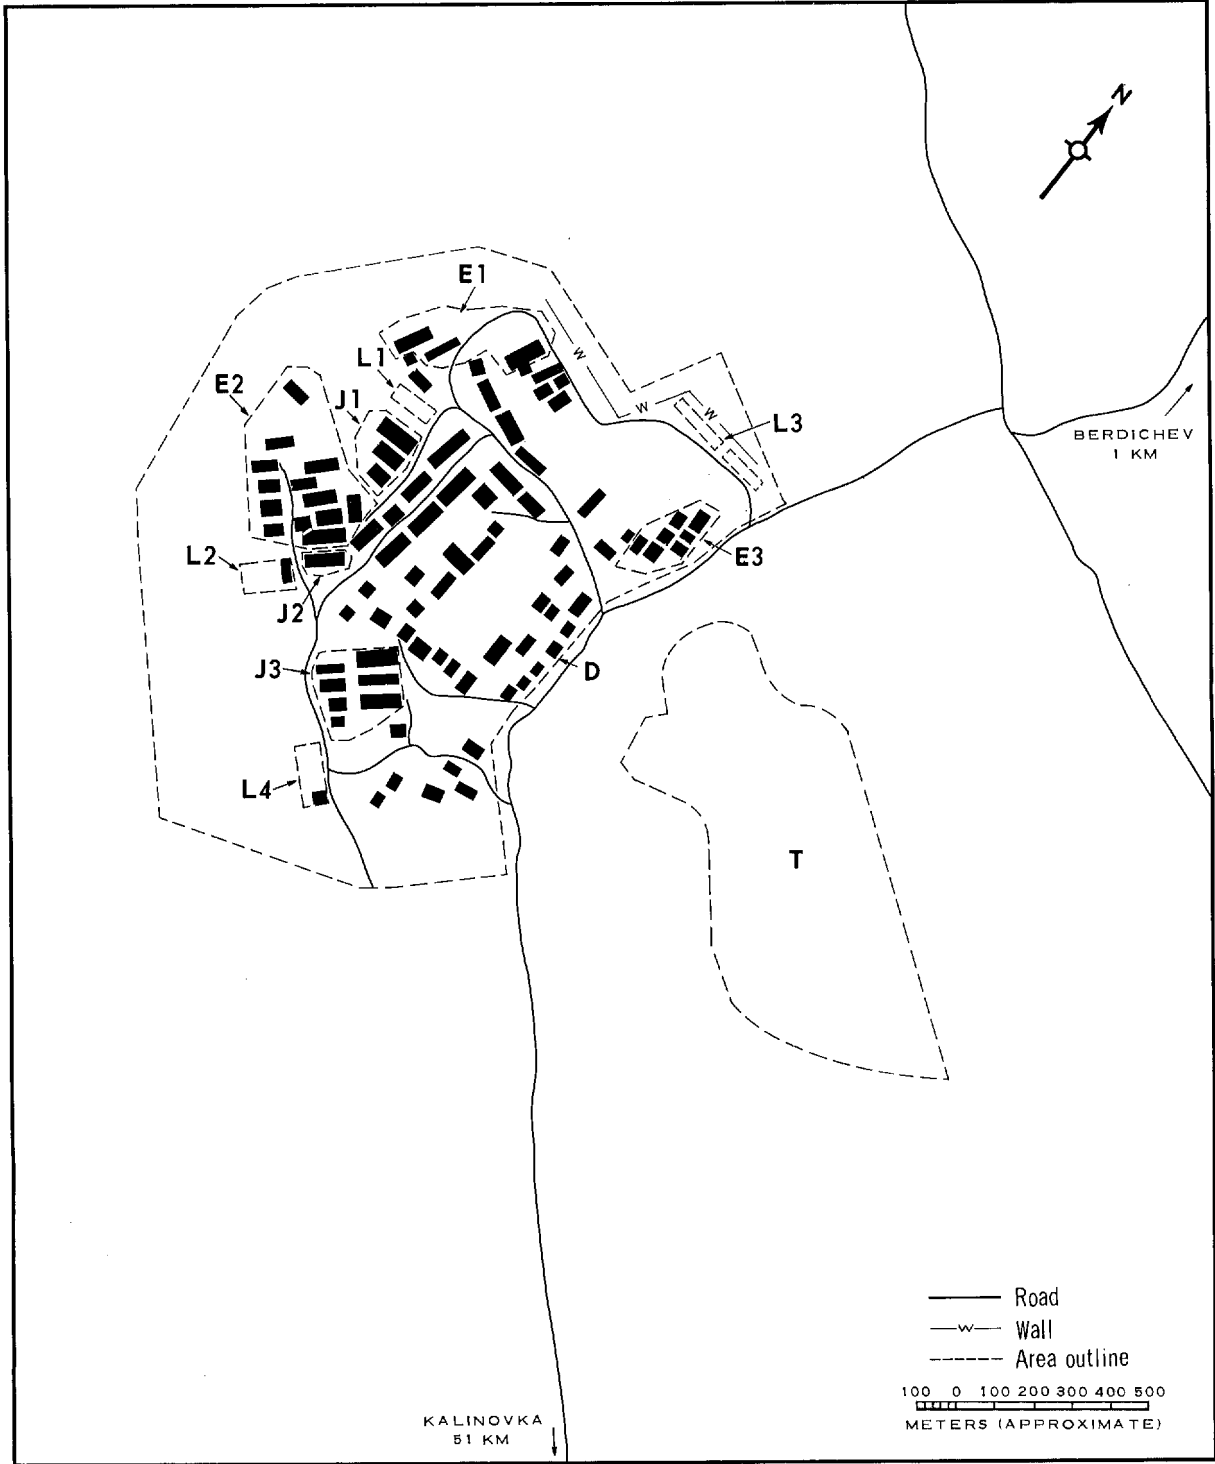 N
E1
L1
E2
J1
W
W
W
L3
BERDICHEV
1 KM
L2
E3
J2
J3
D
L4
T
Road
W
Wall
Area outline
100 0 100 200 300 400 500
METERS (APPROXIMATE)
KALINOVKA
51 KM